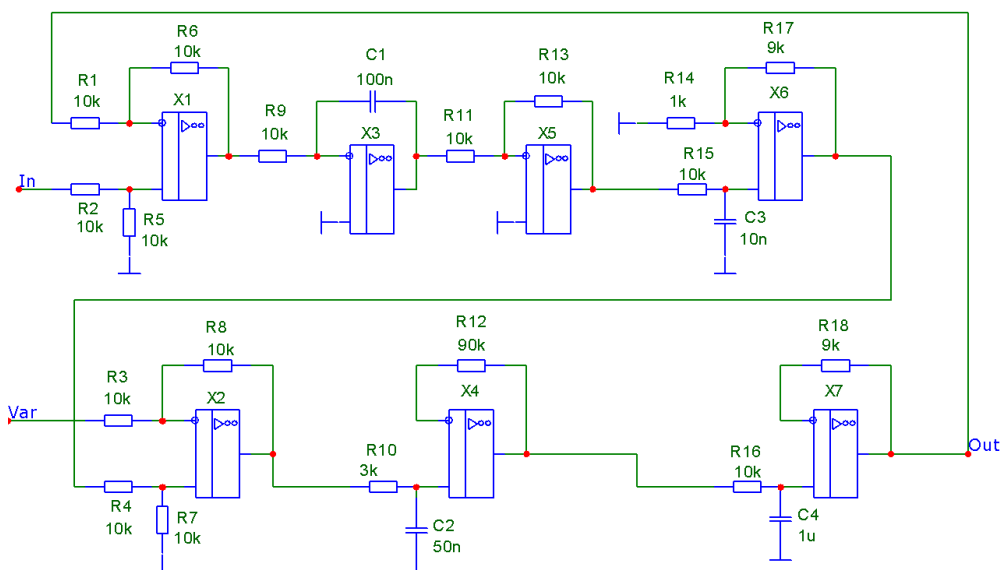 R6
10k
R1
10k
X1
R9
10k
C1
100n
X3
R11
10k
R13
10k
X5
R14
1k
R17
9k
X6
R15
10k
C3
10n
In
R2
10k
R5
10k
▷∞
▷∞
▷∞
▷∞
R8
10k
R3
10k
X2
Var
R4
10k
R7
10k
R10
3k
C2
50n
R12
90k
X4
R18
9k
X7
R16
10k
C4
1u
Out
▷∞
▷∞
▷∞